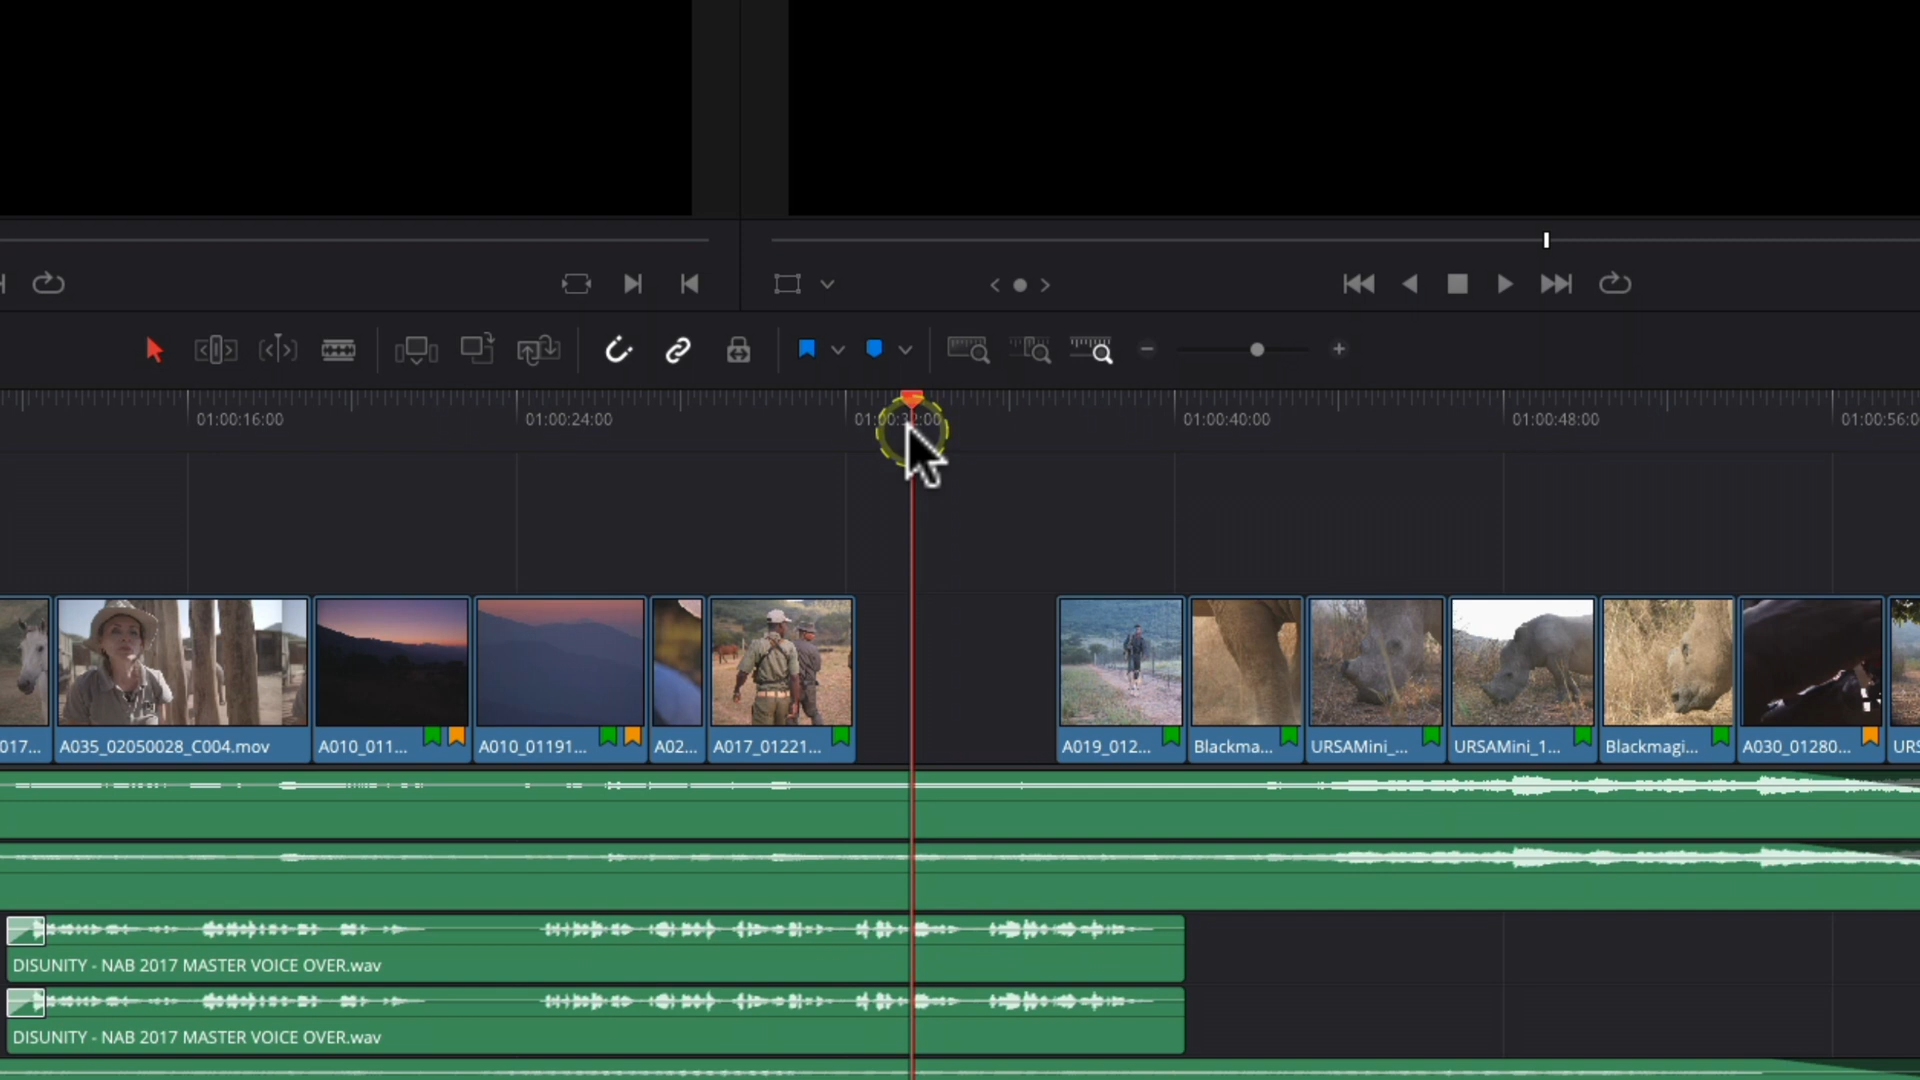 01:00:16:00 01:00:24:00 01:00:32:00 01:00:40:00 01:00:48:00 01:00:56:0
017... A035_02050028_C004.mov A010_011... A010_01191... A02... A017_01221... A019_012... Blackma... URSAMini_... URSAMini_1... Blackmagi... A030_01280... URS
DISUNITY - NAB 2017 MASTER VOICE OVER.wav
DISUNITY - NAB 2017 MASTER VOICE OVER.wav